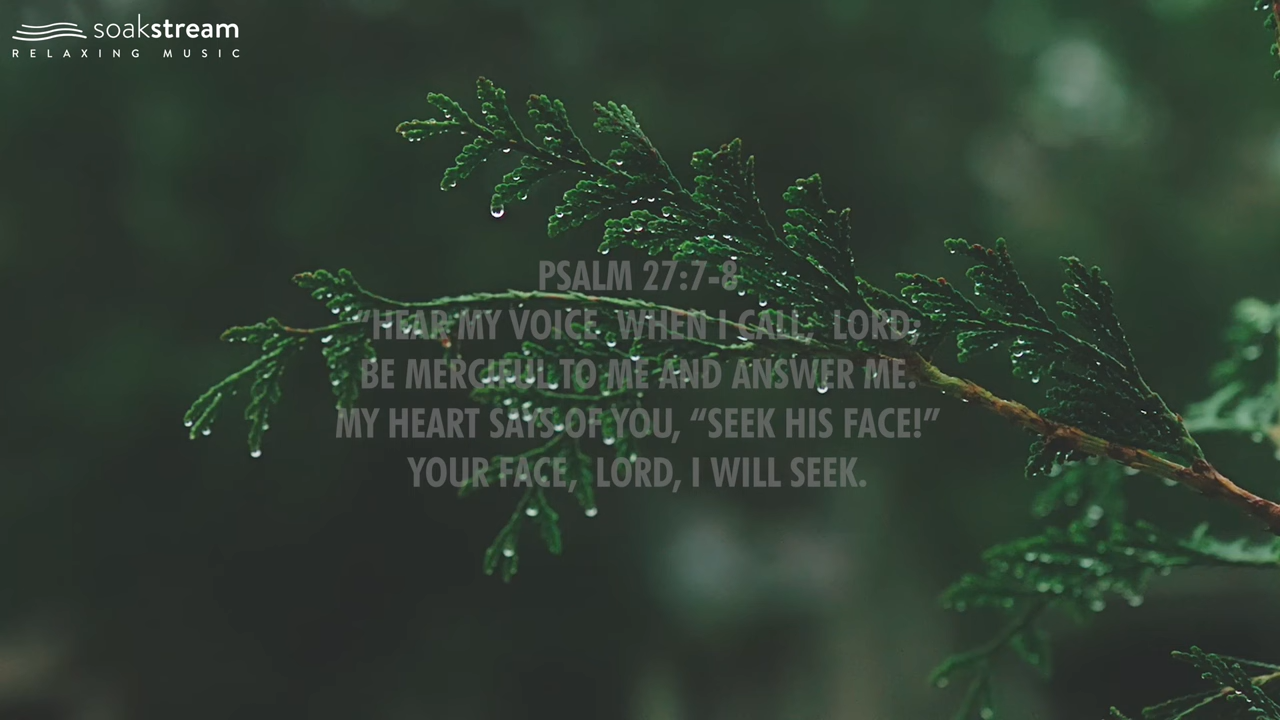 soakstream
RELAXING MUSIC
PSALM 27:7-8
“HEAR MY VOICE WHEN I CALL, LORD;
BE MERCIFUL TO ME AND ANSWER ME.
MY HEART SAYS OF YOU, “SEEK HIS FACE!”
YOUR FACE, LORD, I WILL SEEK.